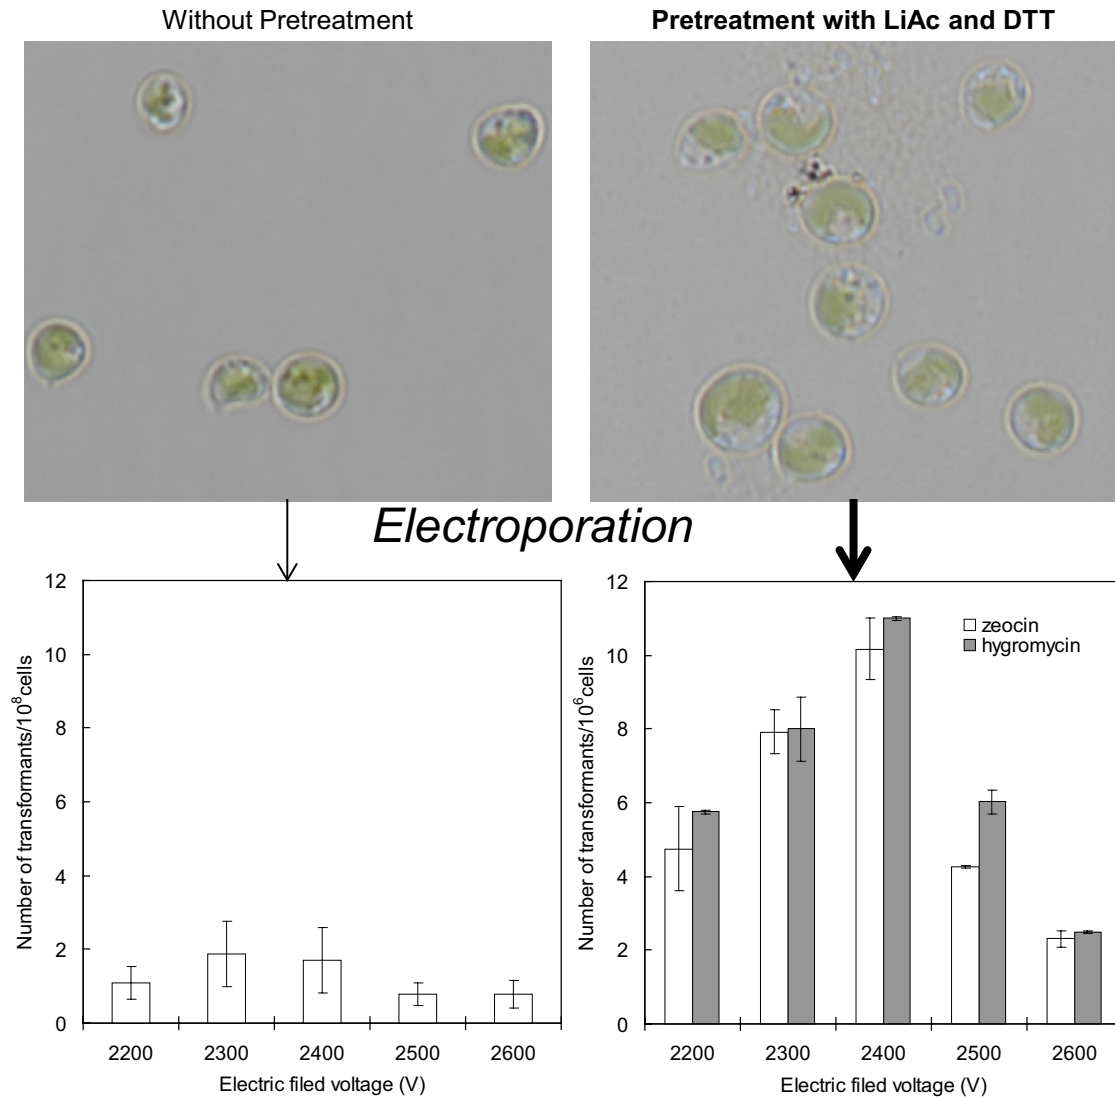 Without Pretreatment
Pretreatment with LiAc and DTT
Electroporation
Number of transformants/10⁸cells
12
10
8
6
4
2
0
2200 2300 2400 2500 2600
Electric filed voltage (V)
Number of transformants/10⁶cells
12
10
8
6
4
2
0
zeocin
hygromycin
2200 2300 2400 2500 2600
Electric filed voltage (V)